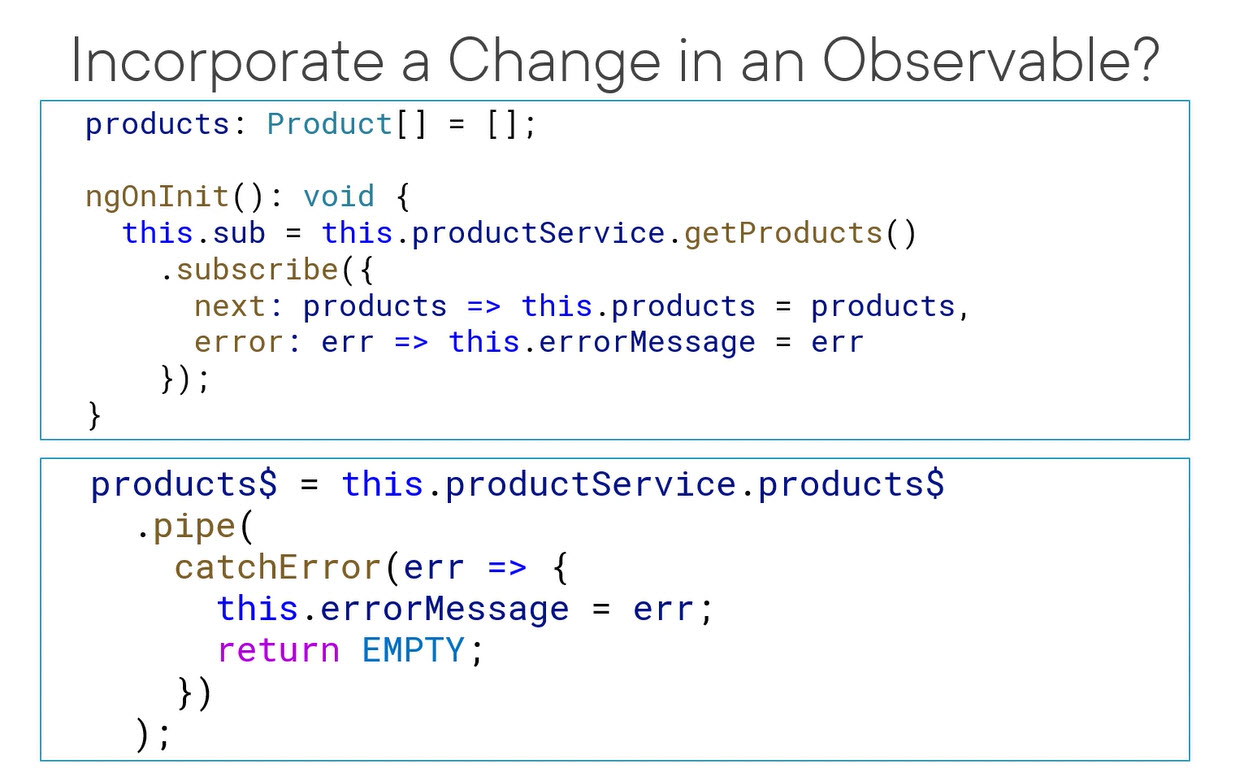 Incorporate a Change in an Observable?
products: Product[] = [];
ngOnInit(): void {
this.sub = this.productService.getProducts()
.subscribe({
next: products => this.products = products,
error: err => this.errorMessage = err
});
}
products$ = this.productService.products$
.pipe(
catchError(err => {
this.errorMessage = err;
return EMPTY;
})
);